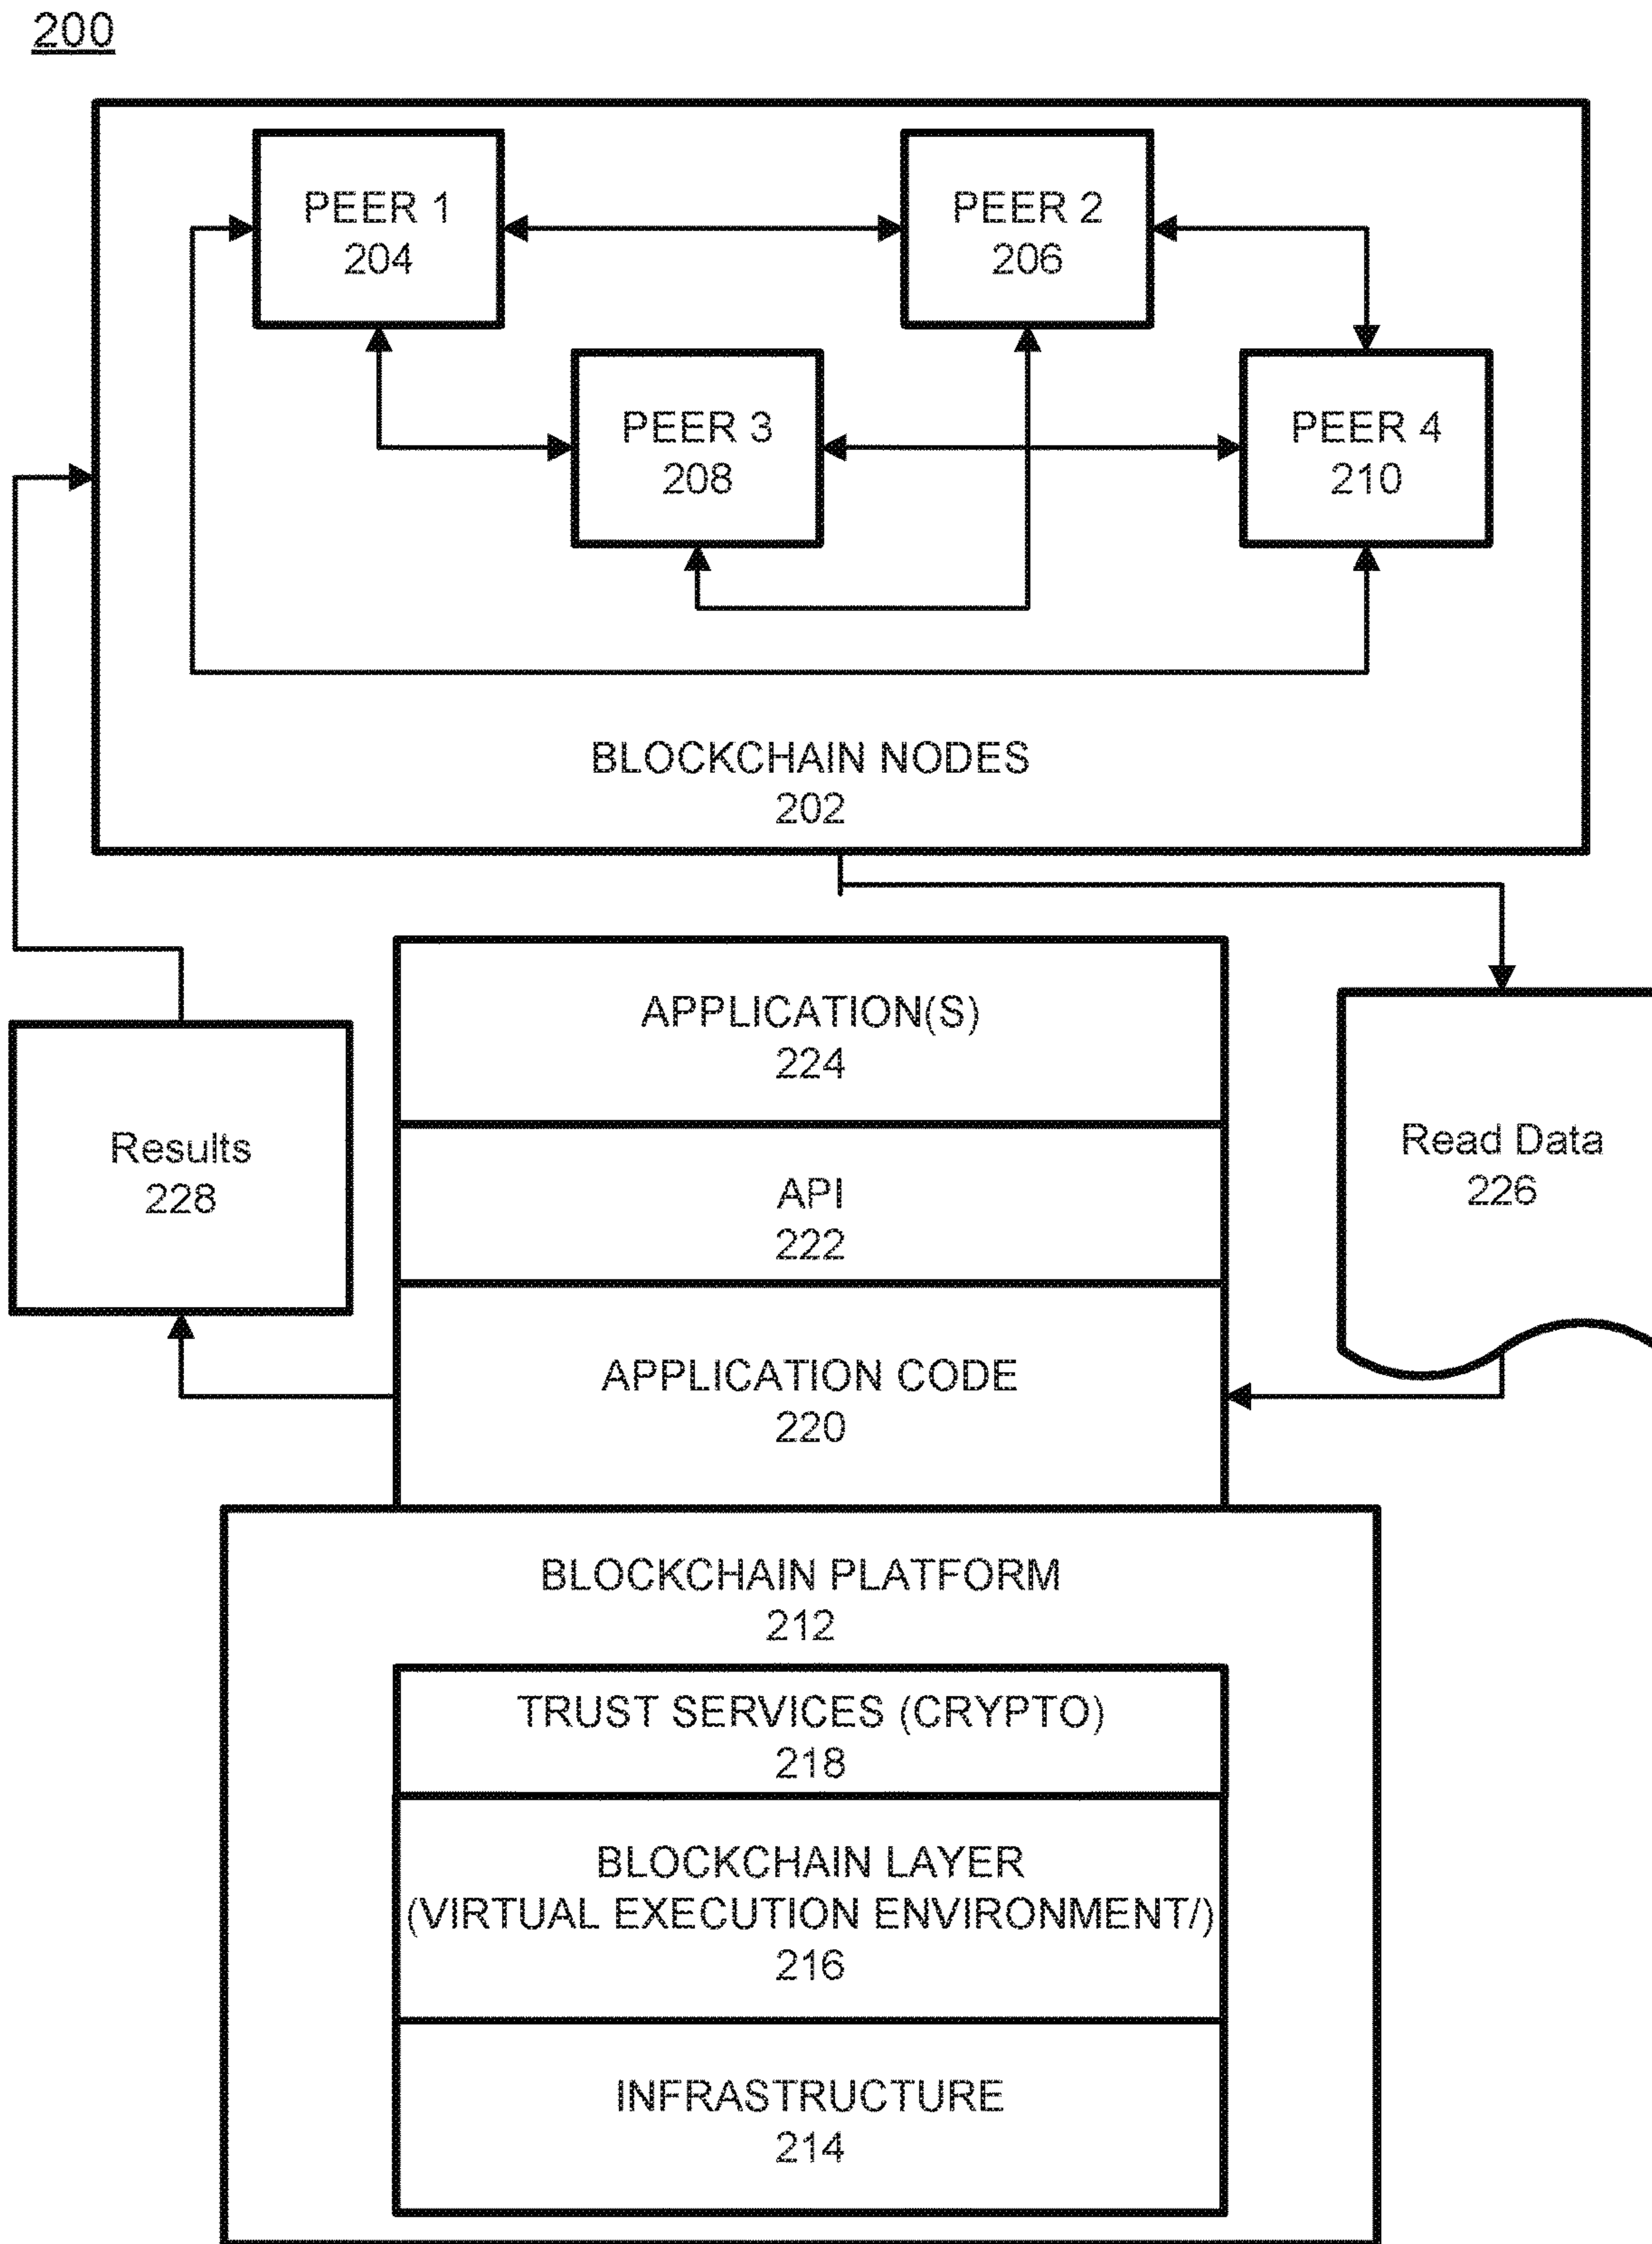 200
PEER 1
204
PEER 2
206
PEER 3
208
PEER 4
210
BLOCKCHAIN NODES
202
APPLICATION(S)
224
Results
228
API
222
Read Data
226
APPLICATION CODE
220
BLOCKCHAIN PLATFORM
212
TRUST SERVICES (CRYPTO)
218
BLOCKCHAIN LAYER
(VIRTUAL EXECUTION ENVIRONMENT/)
216
INFRASTRUCTURE
214